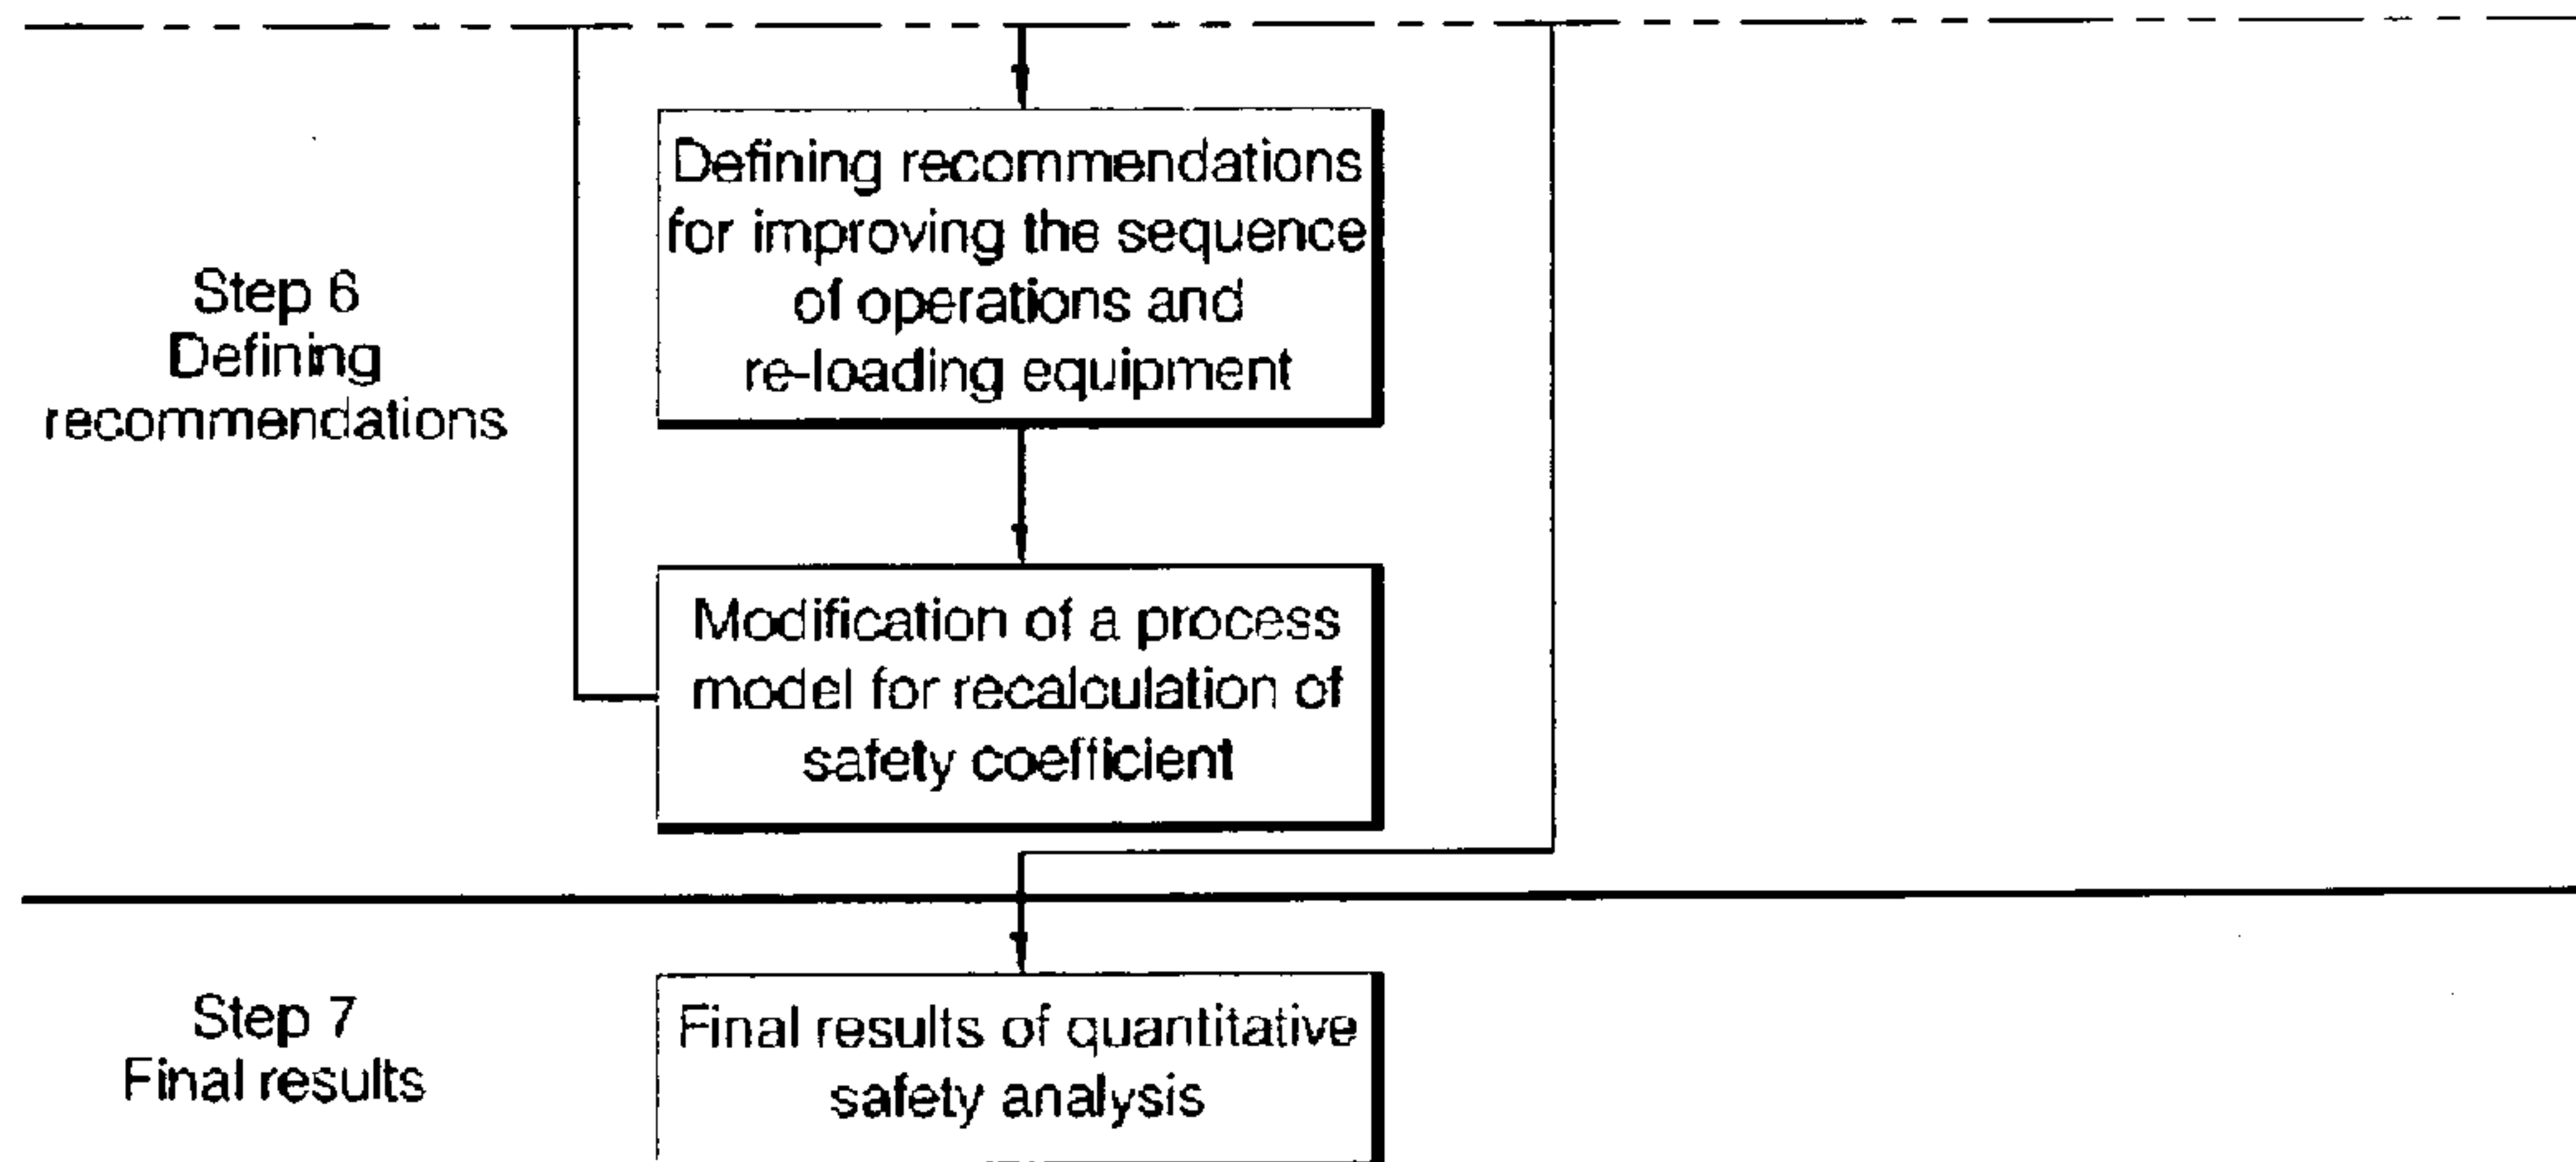 Step 6
Defining
recommendations
Defining recommendations
for improving the sequence
of operations and
re-loading equipment
Modification of a process
model for recalculation of
safety coefficient
Step 7
Final results
Final results of quantitative
safety analysis